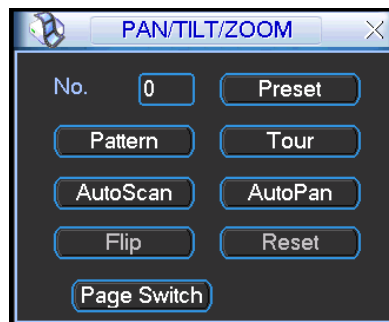 PAN/TILT/ZOOM
No. 0 Preset
Pattern Tour
AutoScan AutoPan
Flip Reset
Page Switch